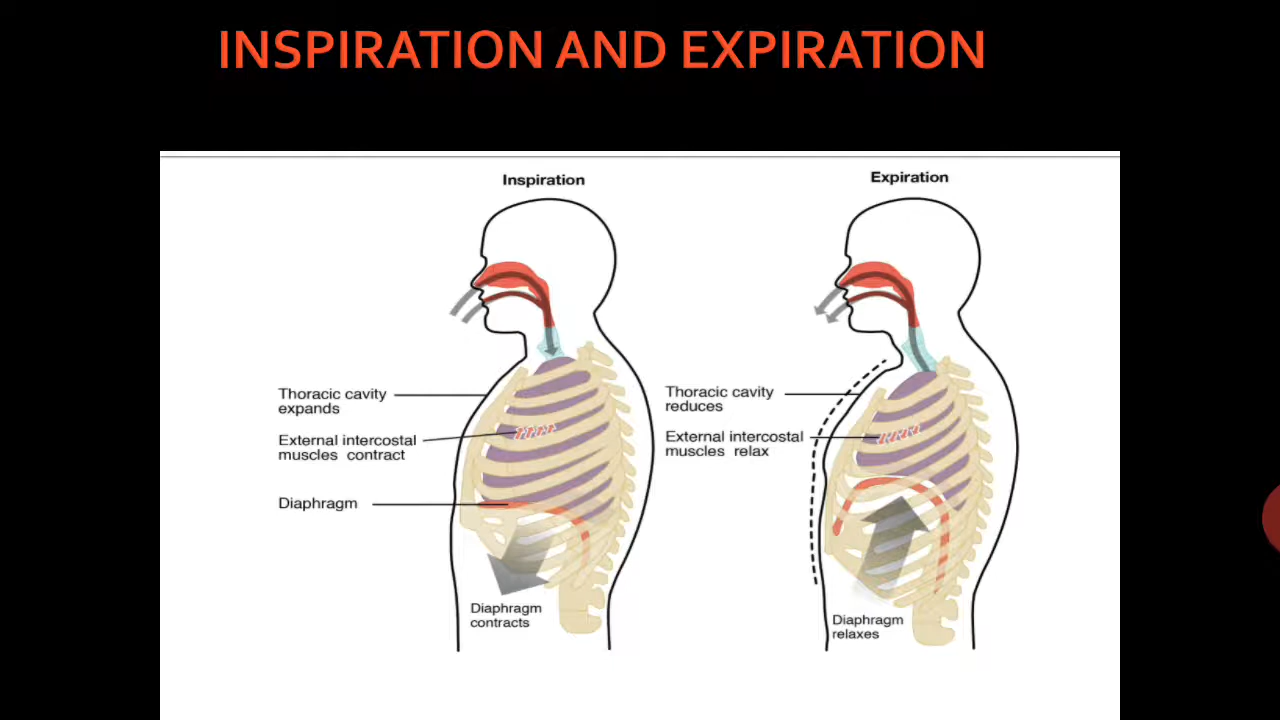 INSPIRATION AND EXPIRATION
Inspiration
Thoracic cavity
expands
External intercostal
muscles contract
Diaphragm
Diaphragm
contracts
Expiration
Thoracic cavity
reduces
External intercostal
muscles relax
Diaphragm
relaxes